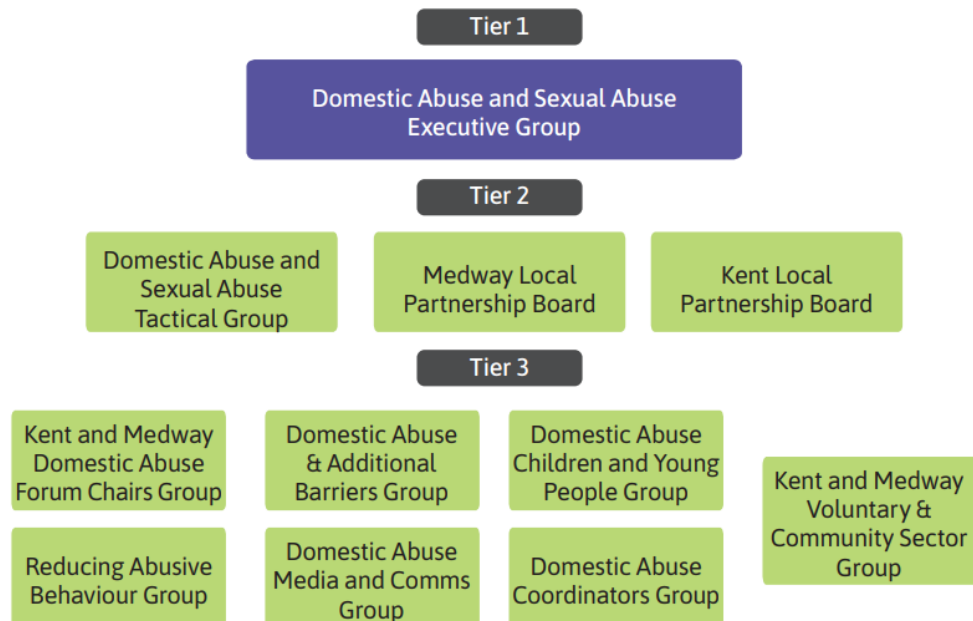 Tier 1
Domestic Abuse and Sexual Abuse
Executive Group
Tier 2
Domestic Abuse and
Sexual Abuse
Tactical Group
Medway Local
Partnership Board
Kent Local
Partnership Board
Tier 3
Kent and Medway
Domestic Abuse
Forum Chairs Group
Domestic Abuse
& Additional
Barriers Group
Domestic Abuse
Children and Young
People Group
Kent and Medway
Voluntary &
Community Sector
Group
Reducing Abusive
Behaviour Group
Domestic Abuse
Media and Comms
Group
Domestic Abuse
Coordinators Group